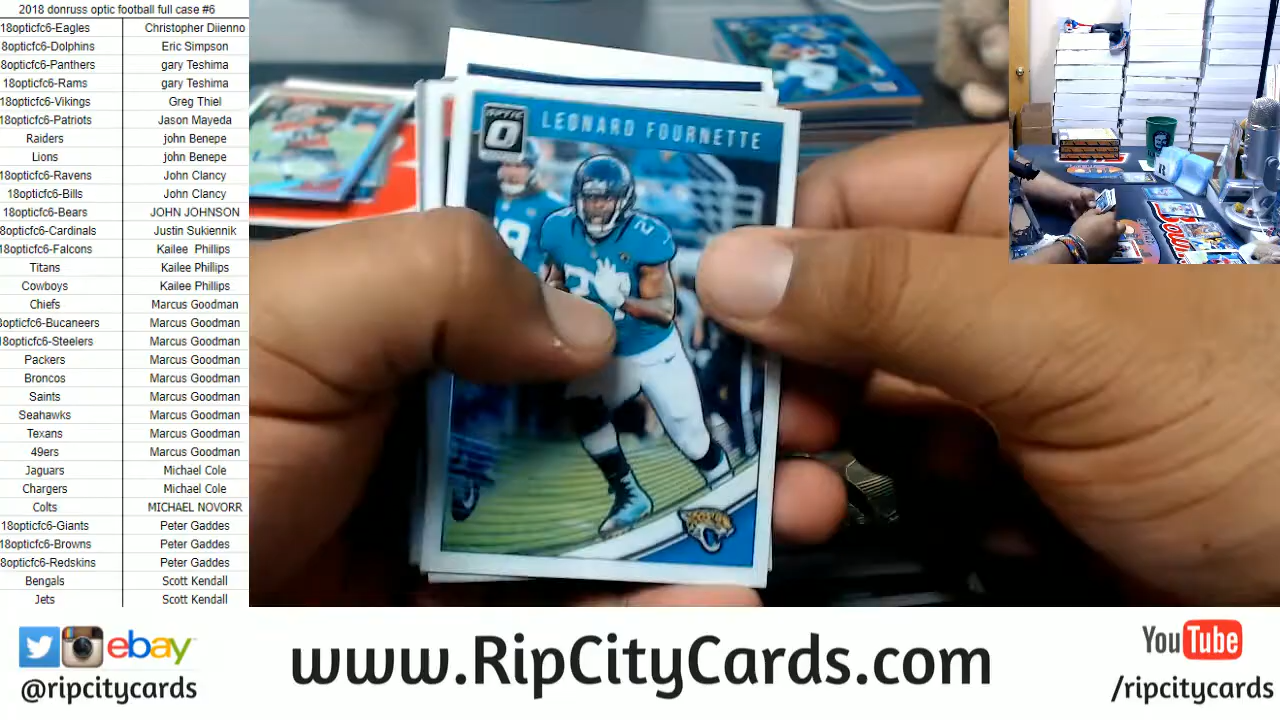 2018 donruss optic football full case #6
18opticfc6-Eagles Christopher Diienno
8opticfc6-Dolphins Eric Simpson
8opticfc6-Panthers gary Teshima
18opticfc6-Rams gary Teshima
18opticfc6-Vikings Greg Thiel
18opticfc6-Patriots Jason Mayeda
Raiders john Benepe
Lions john Benepe
18opticfc6-Ravens John Clancy
18opticfc6-Bills John Clancy
18opticfc6-Bears JOHN JOHNSON
8opticfc6-Cardinals Justin Sukiennik
18opticfc6-Falcons Kailee Phillips
Titans Kailee Phillips
Cowboys Kailee Phillips
Chiefs Marcus Goodman
8opticfc6-Bucaneers Marcus Goodman
18opticfc6-Steelers Marcus Goodman
Packers Marcus Goodman
Broncos Marcus Goodman
Saints Marcus Goodman
Seahawks Marcus Goodman
Texans Marcus Goodman
49ers Marcus Goodman
Jaguars Michael Cole
Chargers Michael Cole
Colts MICHAEL NOVORR
18opticfc6-Giants Peter Gaddes
18opticfc6-Browns Peter Gaddes
8opticfc6-Redskins Peter Gaddes
Bengals Scott Kendall
Jets Scott Kendall
OPTIC
LEONARD FOURNETTE
ebay
@ripcitycards
www.RipCityCards.com
YouTube
/ripcitycards